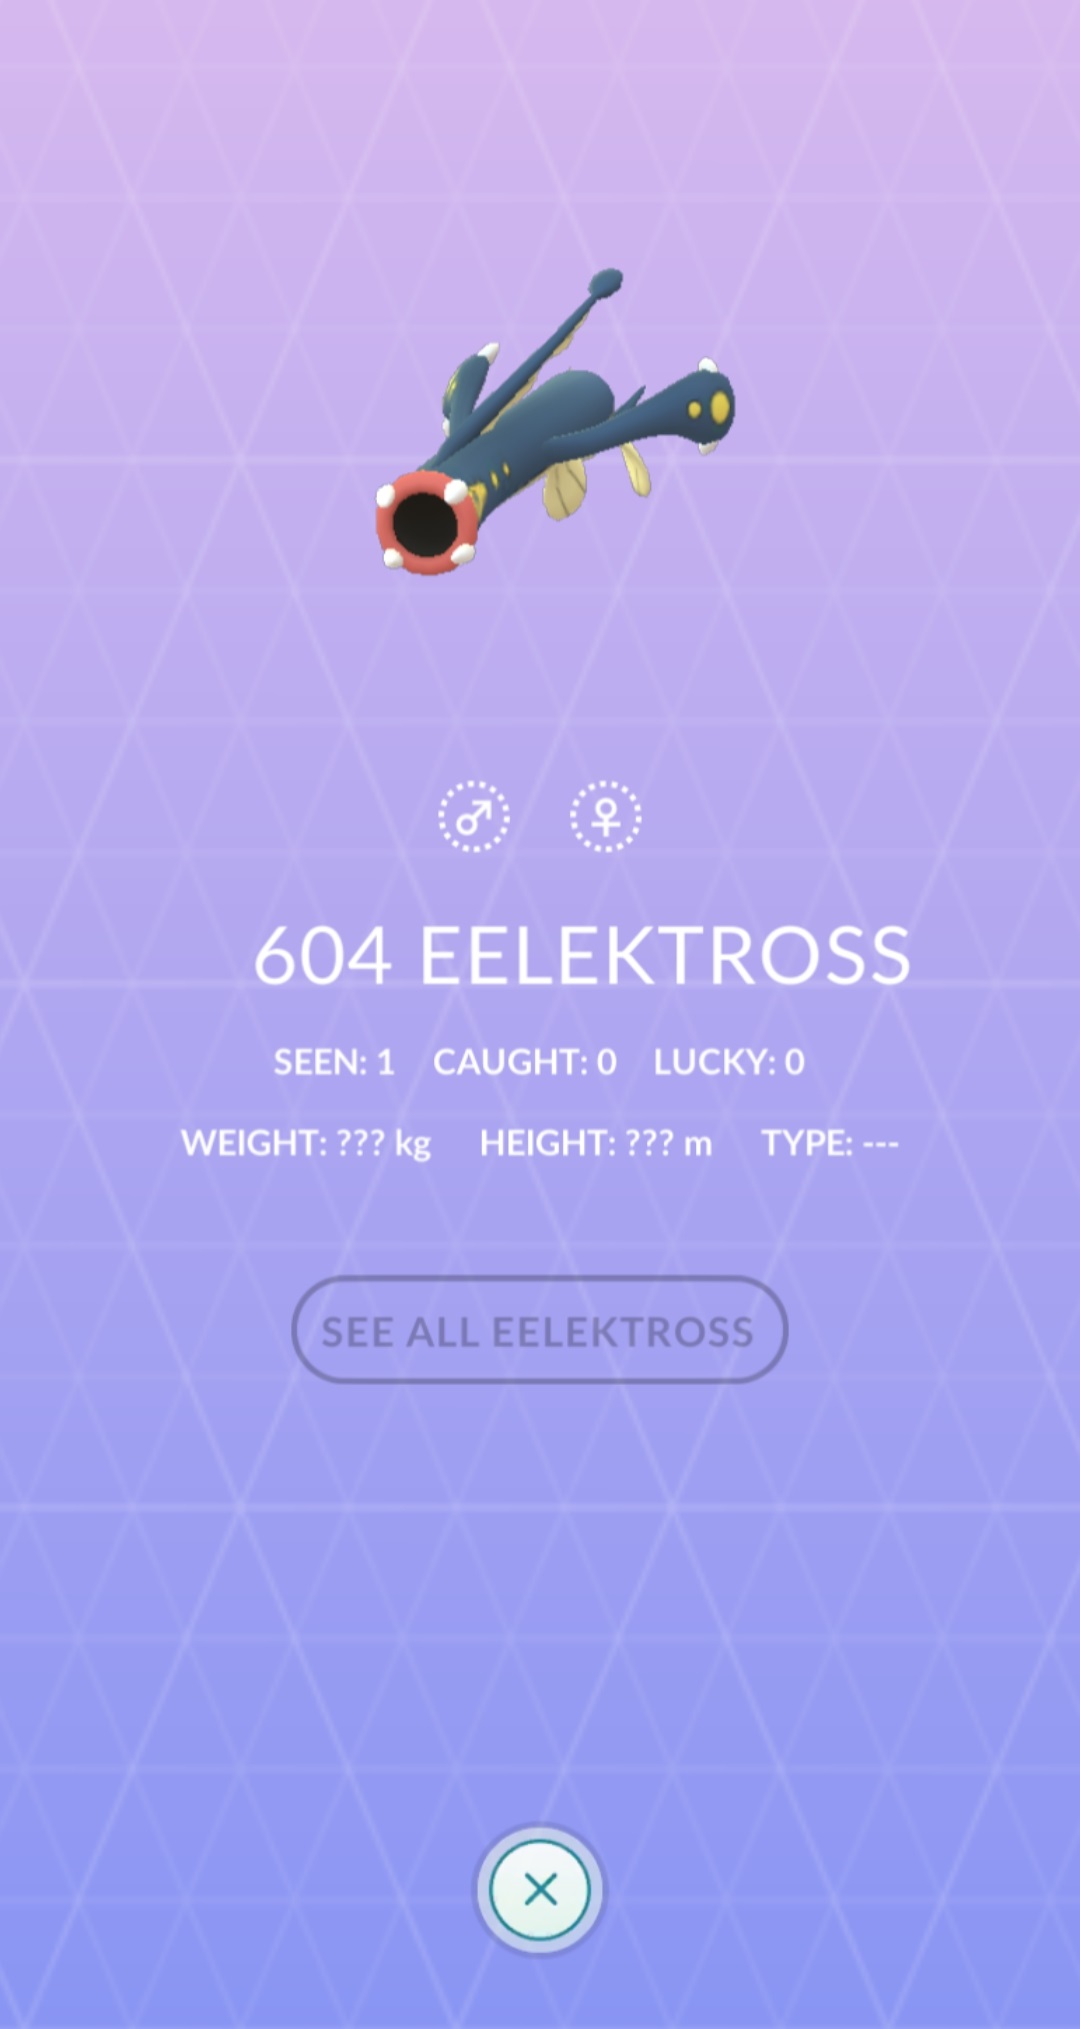 604 EELEKTROSS
SEEN: 1 CAUGHT: 0 LUCKY: 0
WEIGHT: ??? kg HEIGHT: ??? m TYPE: ---
SEE ALL EELEKTROSS